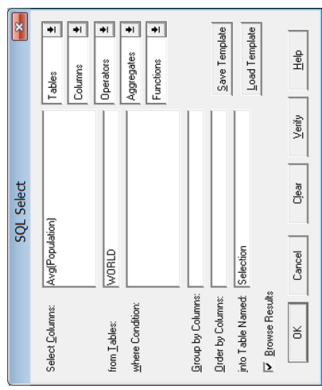 SQL Select
Select Columns:
Avg(Population)
Tables
Columns
from Tables:
WORLD
Operators
where Condition:
Aggregates
Functions
Group by Columns:
Order by Columns:
Save Template
into Table Named:
Selection
Load Template
Browse Results
OK
Cancel
Clear
Verify
Help